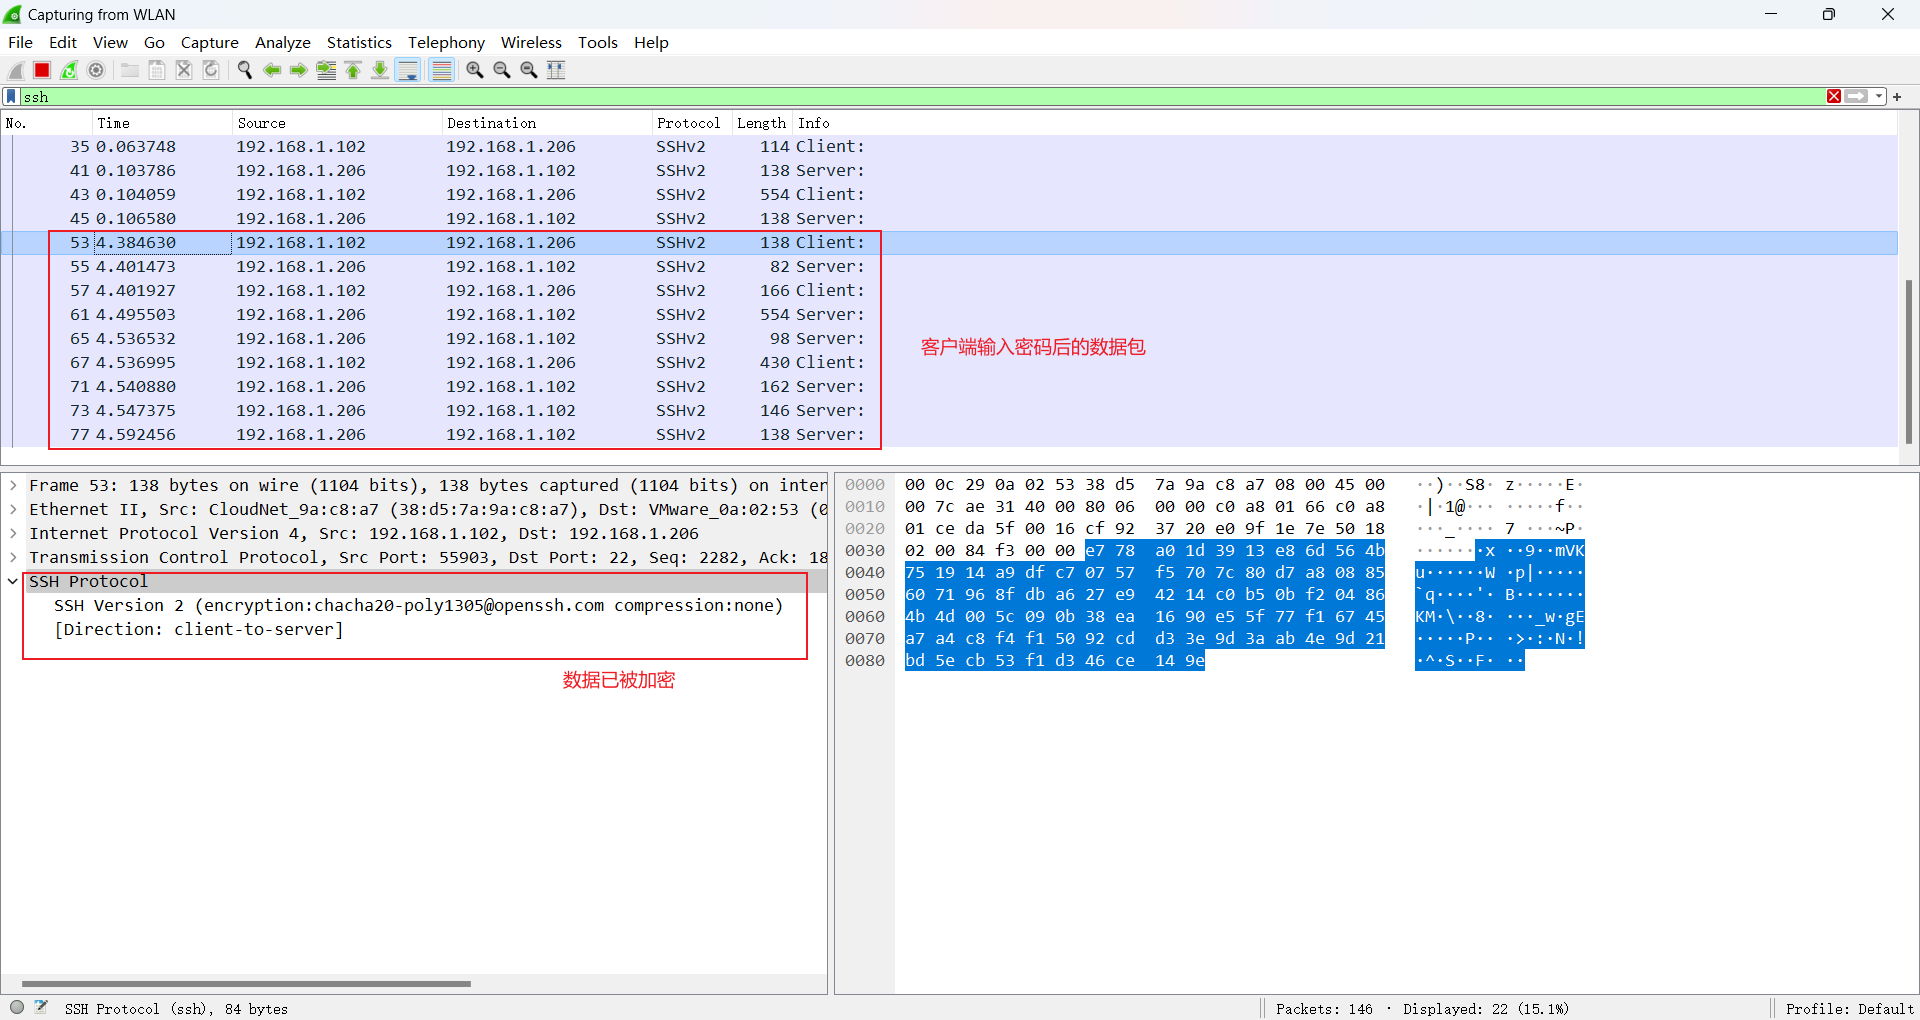 Capturing from WLAN
File Edit View Go Capture Analyze Statistics Telephony Wireless Tools Help
ssh
No. Time Source Destination Protocol Length Info
35 0.063748 192.168.1.102 192.168.1.206 SSHv2 114 Client:
41 0.103786 192.168.1.206 192.168.1.102 SSHv2 138 Server:
43 0.104059 192.168.1.102 192.168.1.206 SSHv2 554 Client:
45 0.106580 192.168.1.206 192.168.1.102 SSHv2 138 Server:
53 4.384630 192.168.1.102 192.168.1.206 SSHv2 138 Client:
55 4.401473 192.168.1.206 192.168.1.102 SSHv2 82 Server:
57 4.401927 192.168.1.102 192.168.1.206 SSHv2 166 Client:
61 4.495503 192.168.1.206 192.168.1.102 SSHv2 554 Server:
65 4.536532 192.168.1.206 192.168.1.102 SSHv2 98 Server:
客户端输入密码后的数据包
67 4.536995 192.168.1.102 192.168.1.206 SSHv2 430 Client:
71 4.540880 192.168.1.206 192.168.1.102 SSHv2 162 Server:
73 4.547375 192.168.1.206 192.168.1.102 SSHv2 146 Server:
77 4.592456 192.168.1.206 192.168.1.102 SSHv2 138 Server:
Frame 53: 138 bytes on wire (1104 bits), 138 bytes captured (1104 bits) on inter
Ethernet II, Src: CloudNet_9a:c8:a7 (38:d5:7a:9a:c8:a7), Dst: VMware_0a:02:53 (0
Internet Protocol Version 4, Src: 192.168.1.102, Dst: 192.168.1.206
Transmission Control Protocol, Src Port: 55903, Dst Port: 22, Seq: 2282, Ack: 18
SSH Protocol
SSH Version 2 (encryption:chacha20-poly1305@openssh.com compression:none)
[Direction: client-to-server]
数据已被加密
0000 00 0c 29 0a 02 53 38 d5 7a 9a c8 a7 08 00 45 00 ··)··S8· z·····E·
0010 00 7c ae 31 40 00 80 06 00 00 c0 a8 01 66 c0 a8 ·|·1@··· ·····f··
0020 01 ce da 5f 00 16 cf 92 37 20 e0 9f 1e 7e 50 18 ···_···· 7 ···~P·
0030 02 00 84 f3 00 00 e7 78 a0 1d 39 13 e8 6d 56 4b ·······x ··9··mVK
0040 75 19 14 a9 df c7 07 57 f5 70 7c 80 d7 a8 08 85 u······W ·p|·····
0050 60 71 96 8f db a6 27 e9 42 14 c0 b5 0b f2 04 86 `q····'· B·······
0060 4b 4d 00 5c 09 0b 38 ea 16 90 e5 5f 77 f1 67 45 KM·\··8· ···_w·gE
0070 a7 a4 c8 f4 f1 50 92 cd d3 3e 9d 3a ab 4e 9d 21 ·····P·· ·>·:·N·!
0080 bd 5e cb 53 f1 d3 46 ce 14 9e ·^·S··F· ··
SSH Protocol (ssh), 84 bytes
Packets: 146 · Displayed: 22 (15.1%)
Profile: Default